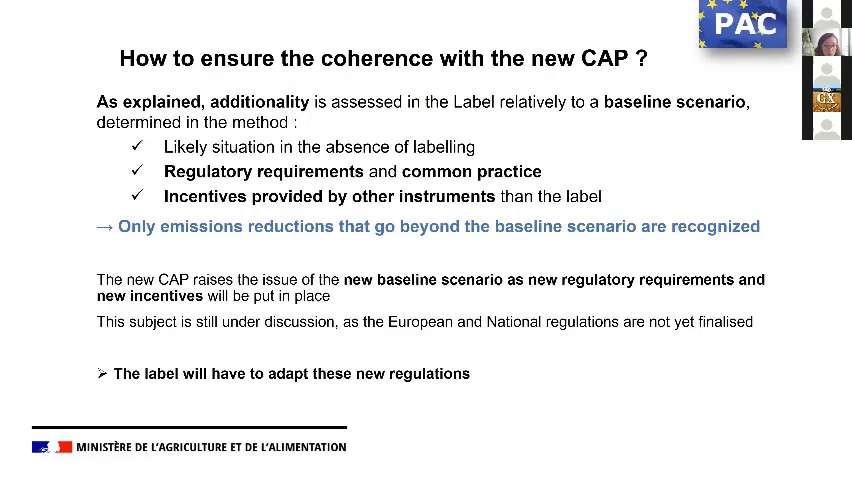 PAC
How to ensure the coherence with the new CAP ?
As explained, additionality is assessed in the Label relatively to a baseline scenario,
determined in the method :
✓ Likely situation in the absence of labelling
✓ Regulatory requirements and common practice
✓ Incentives provided by other instruments than the label
→ Only emissions reductions that go beyond the baseline scenario are recognized
The new CAP raises the issue of the new baseline scenario as new regulatory requirements and
new incentives will be put in place
This subject is still under discussion, as the European and National regulations are not yet finalised
➢ The label will have to adapt these new regulations
MINISTÈRE DE L'AGRICULTURE ET DE L'ALIMENTATION
GX